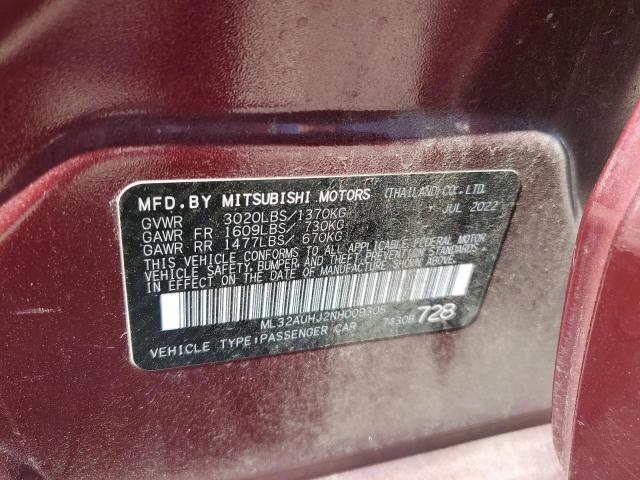 MFD.BY MITSUBISHI MOTORS (THAILAND) CO.,LTD.
GVWR 3020LBS/1370KG JUL 2022
GAWR FR 1609LBS/ 730KG
GAWR RR 1477LBS/ 670KG
THIS VEHICLE CONFORMS TO ALL APPLICABLE FEDERAL MOTOR
VEHICLE SAFETY, BUMPER, AND THEFT PREVENTION STANDARDS
IN EFFECT ON THE DATE OF MANUFACTURE SHOWN ABOVE.
ML32AUHJ2NH009305
VEHICLE TYPE:PASSENGER CAR 7430B 728